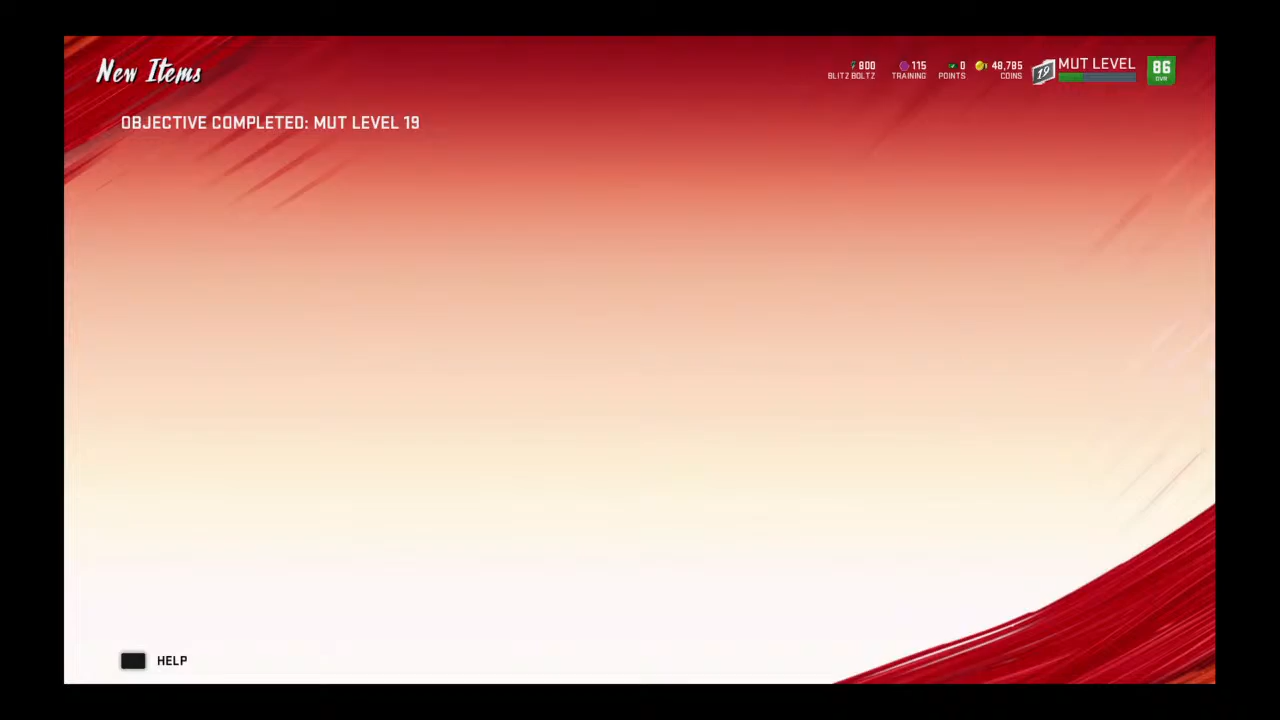 New Items
800
BLITZ BOLTZ
115
TRAINING
0
POINTS
48,785
COINS
19
MUT LEVEL
86
OVR
OBJECTIVE COMPLETED: MUT LEVEL 19
HELP